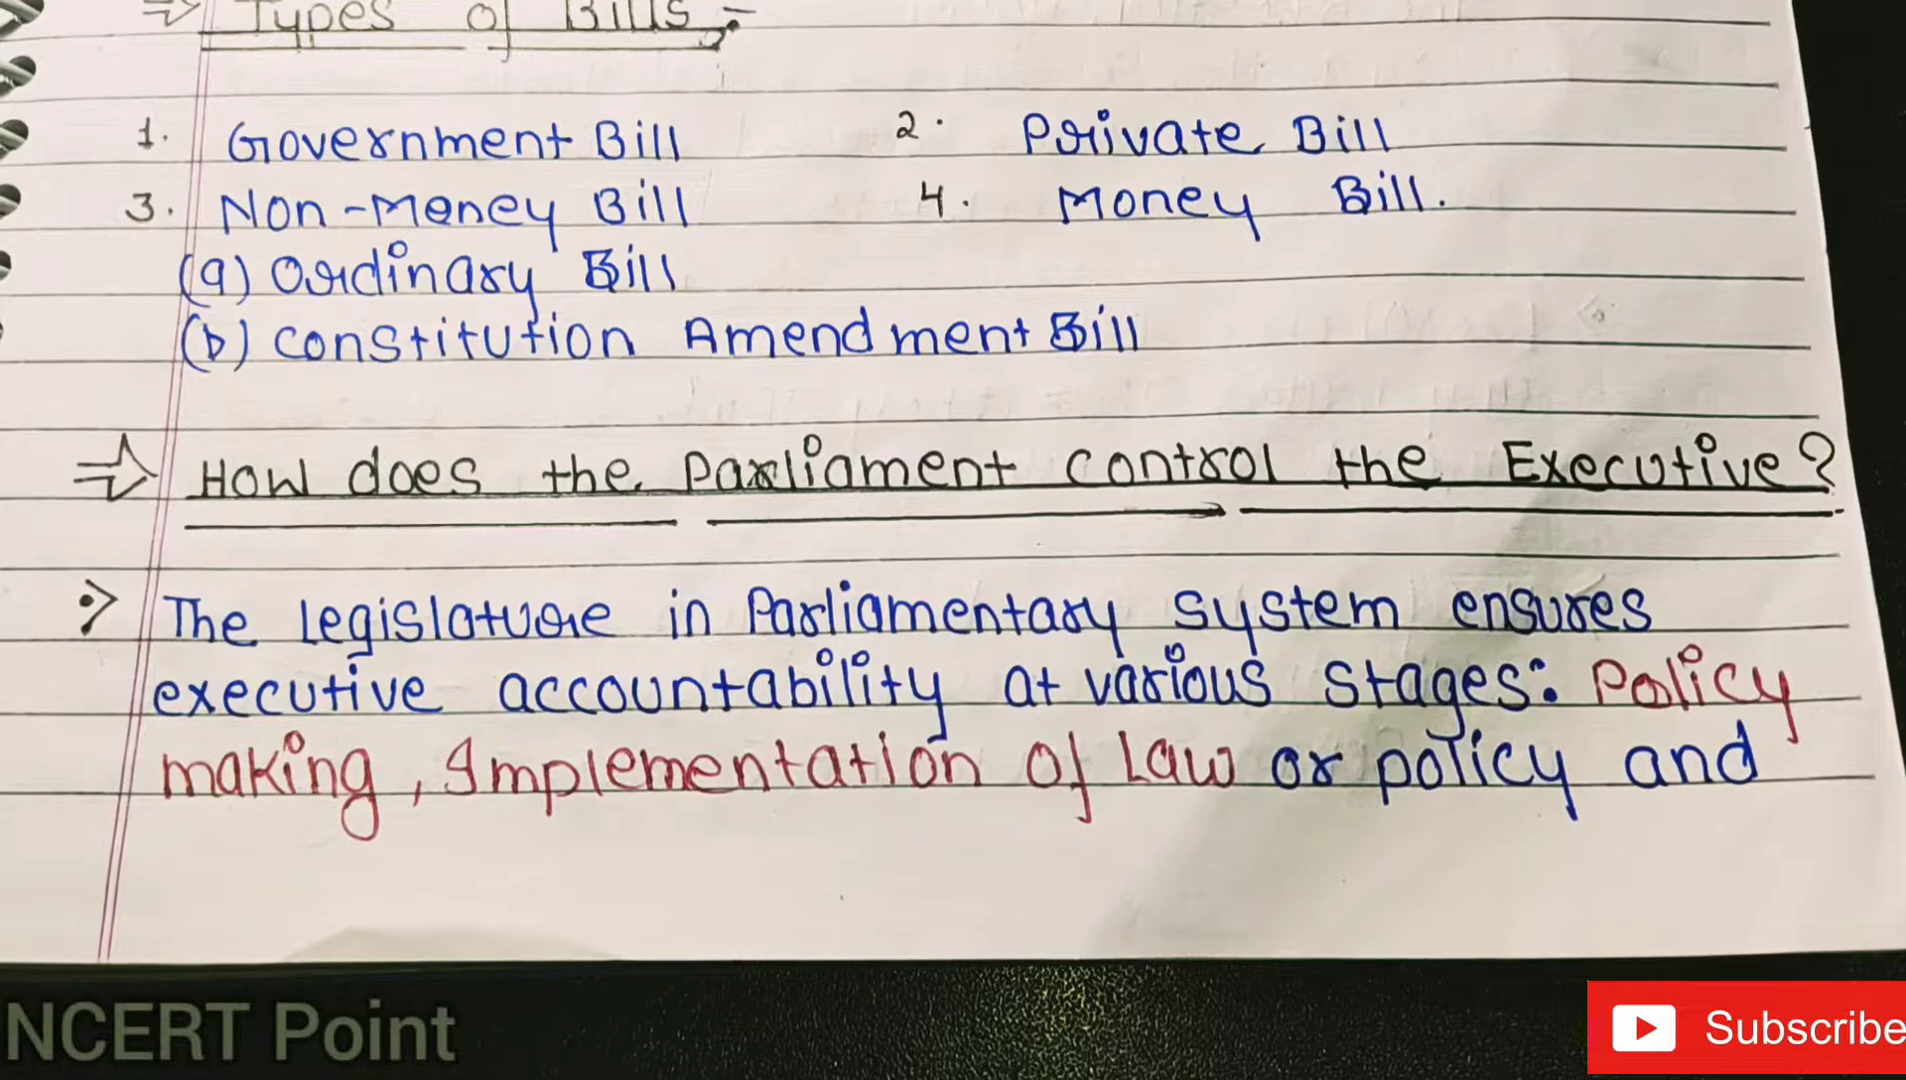 ⇒ Types of Bills :-
1. Government Bill 2. Private Bill
3. Non-Money Bill 4. Money Bill.
(a) Ordinary Bill
(b) Constitution Amendment Bill
⇒ How does the Parliament control the Executive?
The Legislature in Parliamentary system ensures
executive accountability at various stages: Policy
making, Implementation of Law or policy and
NCERT Point
Subscribe